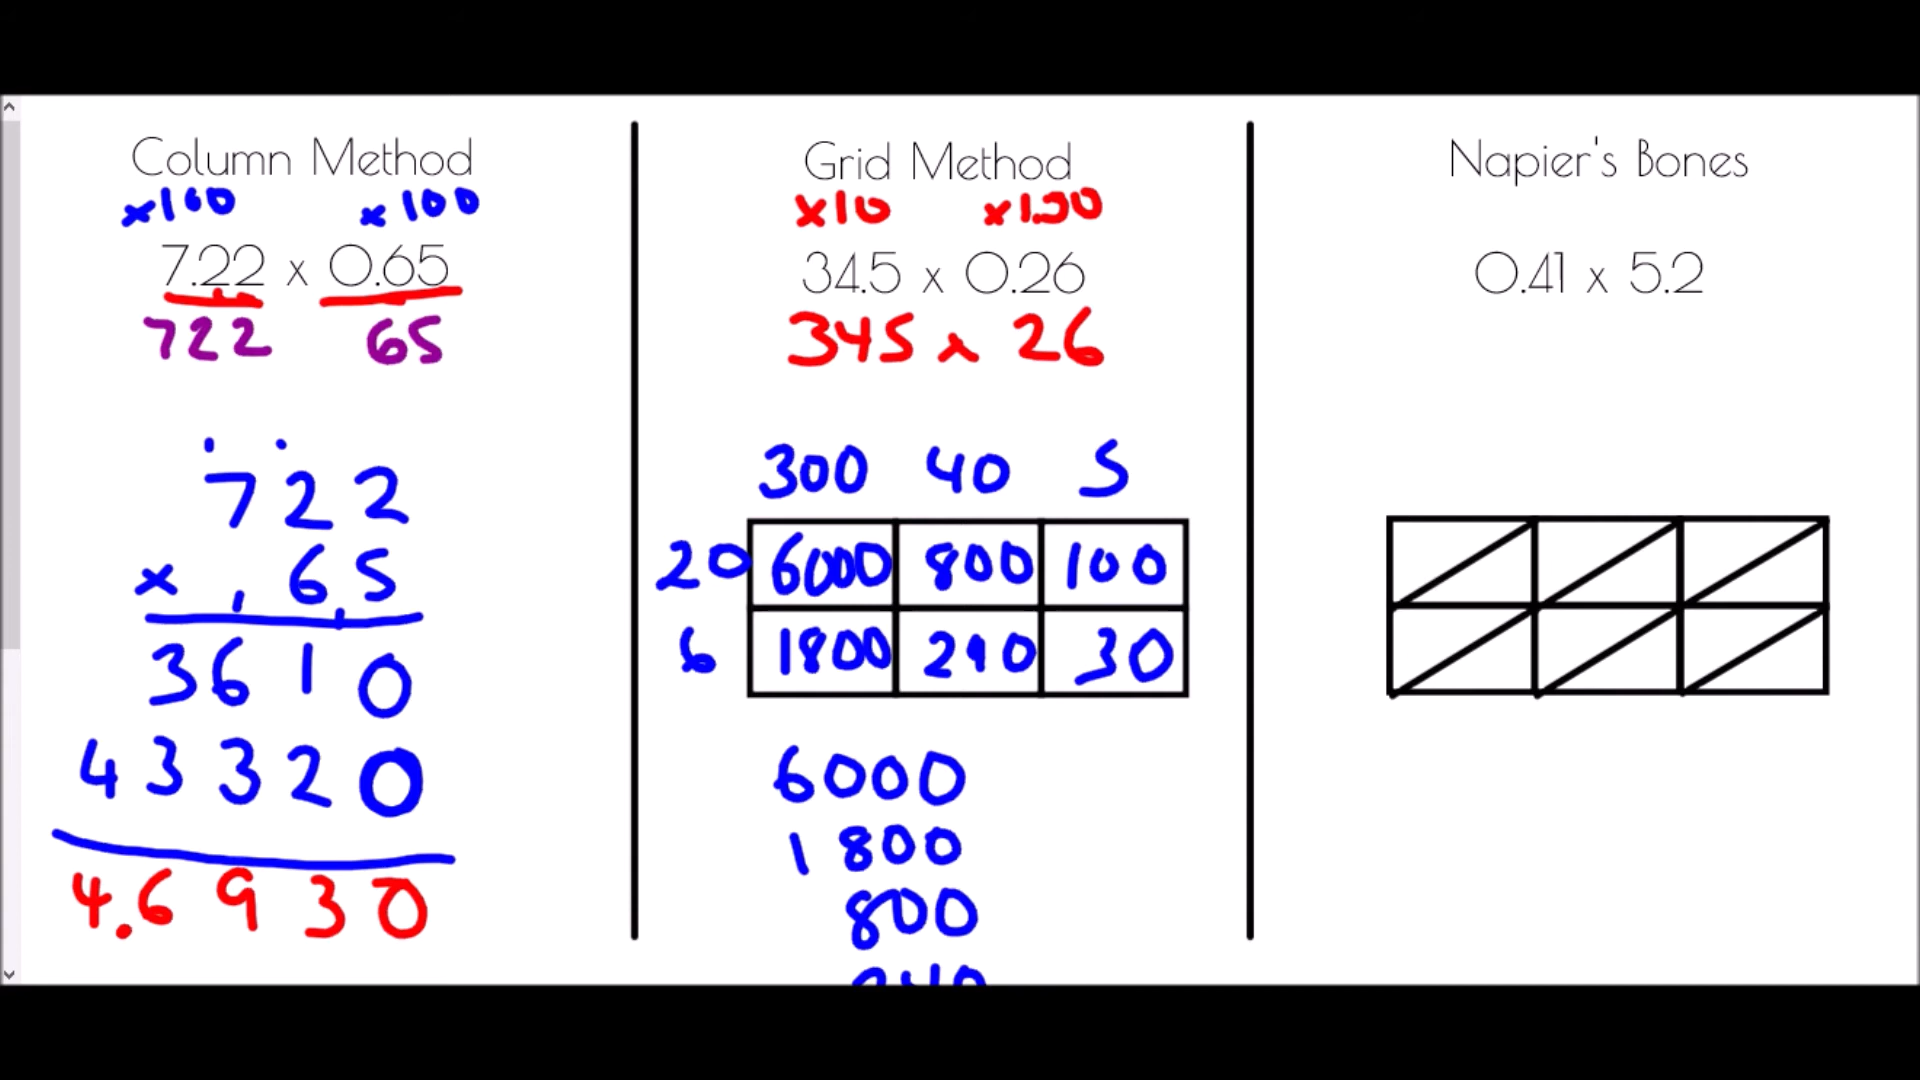 Column Method
×100 ×100
7.22 x 0.65
722 65
722
× 65
3610
43320
4.6930
Grid Method
×10 ×100
34.5 x 0.26
345 × 26
300 40 5
20 6000 800 100
6 1800 240 30
6000
1800
800
240
Napier's Bones
0.41 x 5.2